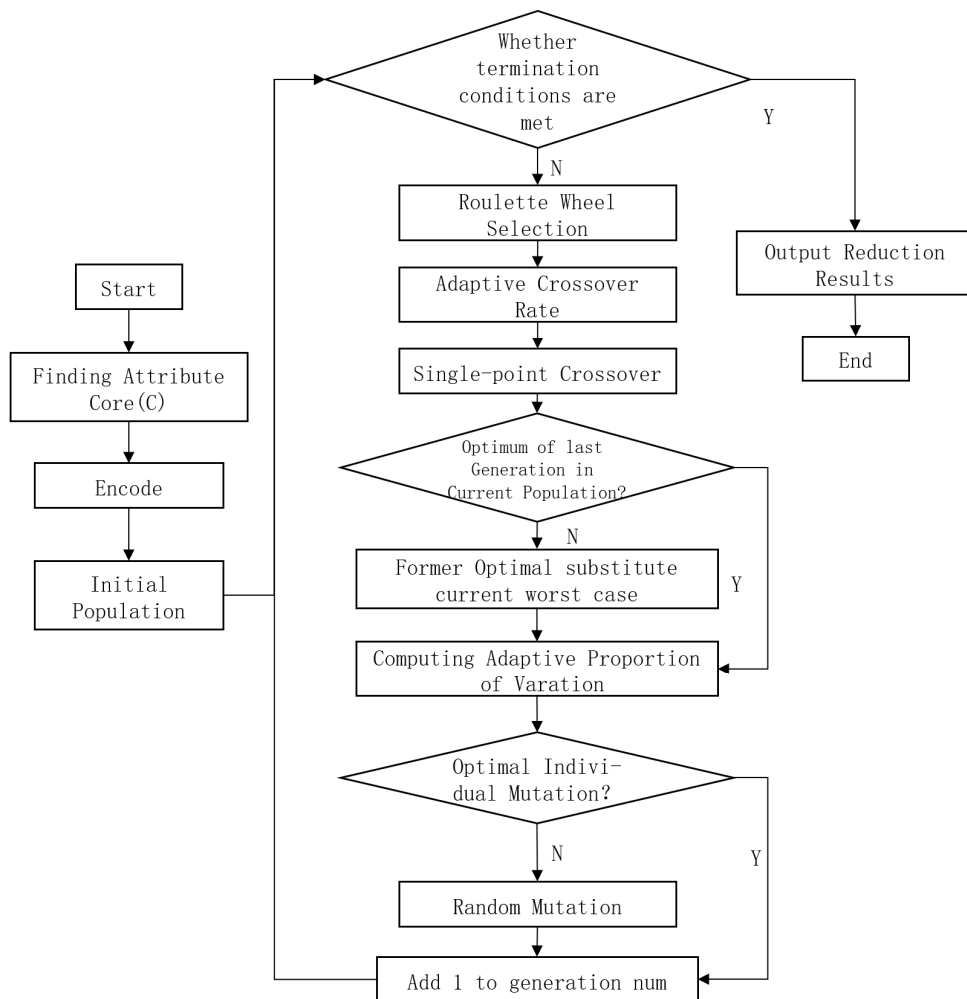 Start
Finding Attribute
Core(C)
Encode
Initial
Population
Whether
termination
conditions are
met
Y
N
Roulette Wheel
Selection
Adaptive Crossover
Rate
Single-point Crossover
Optimum of last
Generation in
Current Population?
N
Y
Former Optimal substitute
current worst case
Computing Adaptive Proportion
of Varation
Optimal Indivi-
dual Mutation?
N
Y
Random Mutation
Add 1 to generation num
Output Reduction
Results
End